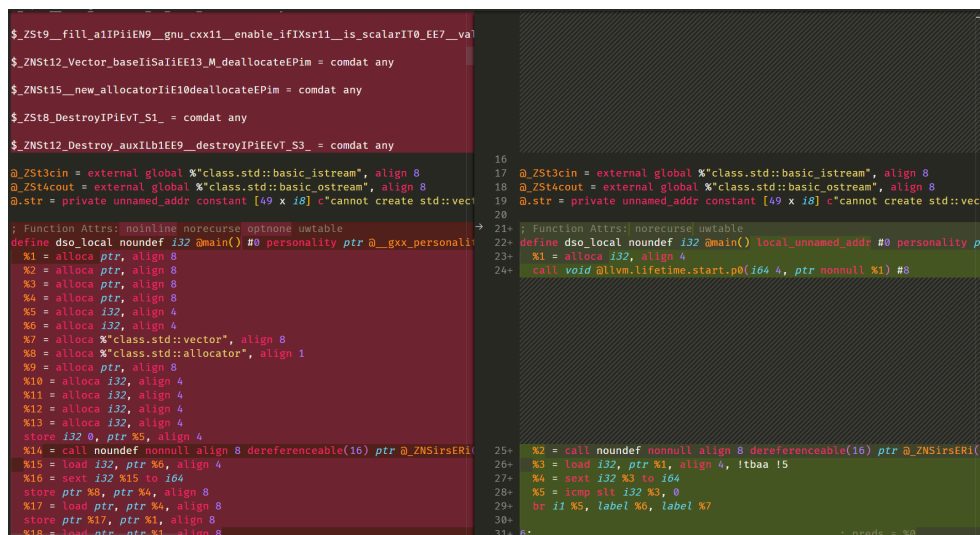 $_ZSt9__fill_a1IPiiEN9__gnu_cxx11__enable_ifIXsr11__is_scalarIT0_EE7__val
$_ZNSt12_Vector_baseIiSaIiEE13_M_deallocateEPim = comdat any
$_ZNSt15__new_allocatorIiE10deallocateEPim = comdat any
$_ZSt8_DestroyIPiEvT_S1_ = comdat any
$_ZNSt12_Destroy_auxILb1EE9__destroyIPiEEvT_S3_ = comdat any
@_ZSt3cin = external global %"class.std::basic_istream", align 8
@_ZSt4cout = external global %"class.std::basic_ostream", align 8
@.str = private unnamed_addr constant [49 x i8] c"cannot create std::vect
; Function Attrs: noinline norecurse optnone uwtable
define dso_local noundef i32 @main() #0 personality ptr @__gxx_personalit
%1 = alloca ptr, align 8
%2 = alloca ptr, align 8
%3 = alloca ptr, align 8
%4 = alloca ptr, align 8
%5 = alloca i32, align 4
%6 = alloca i32, align 4
%7 = alloca %"class.std::vector", align 8
%8 = alloca %"class.std::allocator", align 1
%9 = alloca ptr, align 8
%10 = alloca i32, align 4
%11 = alloca i32, align 4
%12 = alloca i32, align 4
%13 = alloca i32, align 4
store i32 0, ptr %5, align 4
%14 = call noundef nonnull align 8 dereferenceable(16) ptr @_ZNSirsERi(
%15 = load i32, ptr %6, align 4
%16 = sext i32 %15 to i64
store ptr %8, ptr %4, align 8
%17 = load ptr, ptr %4, align 8
store ptr %17, ptr %1, align 8
%18 = load ptr, ptr %1, align 8
16
17 @_ZSt3cin = external global %"class.std::basic_istream", align 8
18 @_ZSt4cout = external global %"class.std::basic_ostream", align 8
19 @.str = private unnamed_addr constant [49 x i8] c"cannot create std::vec
20
→ 21+ ; Function Attrs: norecurse uwtable
22+ define dso_local noundef i32 @main() local_unnamed_addr #0 personality p
23+ %1 = alloca i32, align 4
24+ call void @llvm.lifetime.start.p0(i64 4, ptr nonnull %1) #8
25+ %2 = call noundef nonnull align 8 dereferenceable(16) ptr @_ZNSirsERi(
26+ %3 = load i32, ptr %1, align 4, !tbaa !5
27+ %4 = sext i32 %3 to i64
28+ %5 = icmp slt i32 %3, 0
29+ br i1 %5, label %6, label %7
30+
31+ 6: ; preds = %0